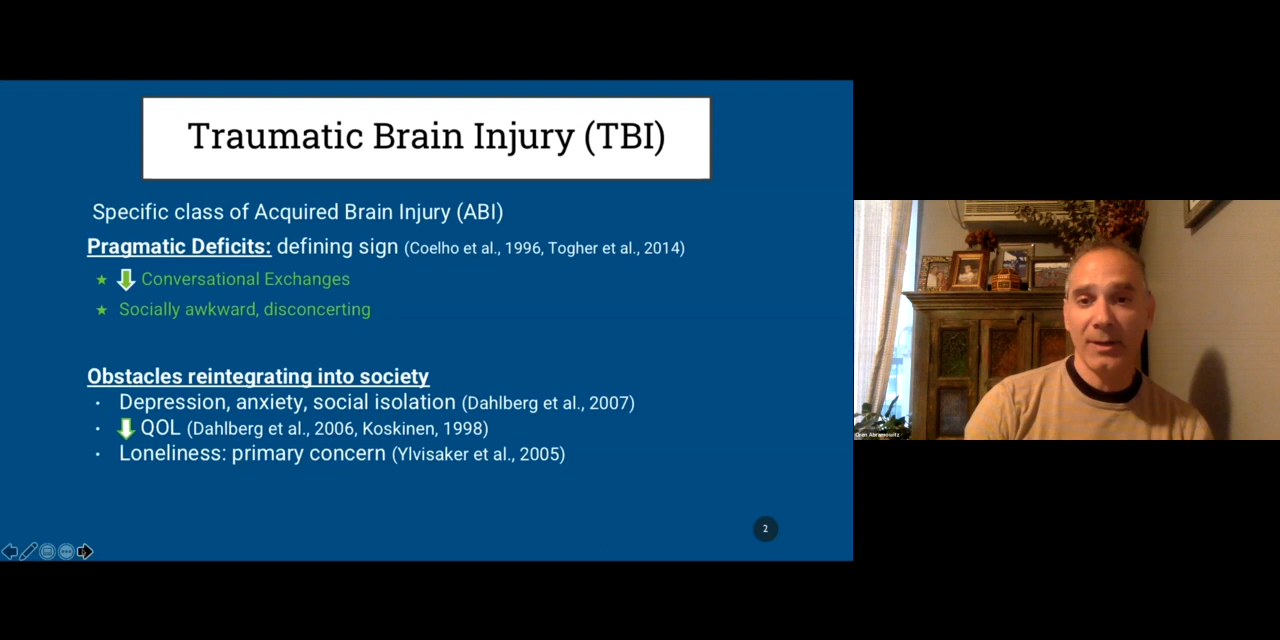 Traumatic Brain Injury (TBI)
Specific class of Acquired Brain Injury (ABI)
Pragmatic Deficits: defining sign (Coelho et al., 1996, Togher et al., 2014)
★ Conversational Exchanges
★ Socially awkward, disconcerting
Obstacles reintegrating into society
· Depression, anxiety, social isolation (Dahlberg et al., 2007)
· QOL (Dahlberg et al., 2006, Koskinen, 1998)
· Loneliness: primary concern (Ylvisaker et al., 2005)
2
Oren Abramowitz